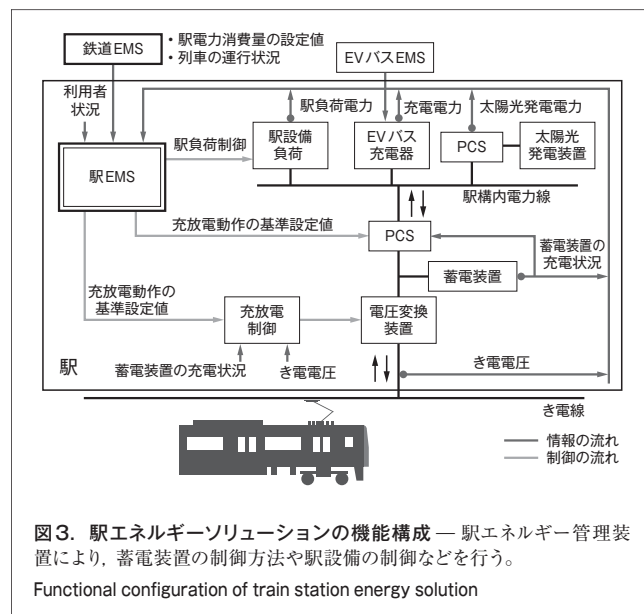 鉄道EMS
・駅電力消費量の設定値
・列車の運行状況
EVバスEMS
利用者
状況
駅負荷電力
充電電力
太陽光発電電力
駅負荷制御
駅設備
負荷
EVバス
充電器
PCS
太陽光
発電装置
駅EMS
駅構内電力線
充放電動作の基準設定値
PCS
蓄電装置の
充電状況
蓄電装置
充放電動作の
基準設定値
充放電
制御
電圧変換
装置
駅
蓄電装置の充電状況
き電電圧
き電電圧
き電線
情報の流れ
制御の流れ
図3. 駅エネルギーソリューションの機能構成 — 駅エネルギー管理装
置により，蓄電装置の制御方法や駅設備の制御などを行う。
Functional configuration of train station energy solution